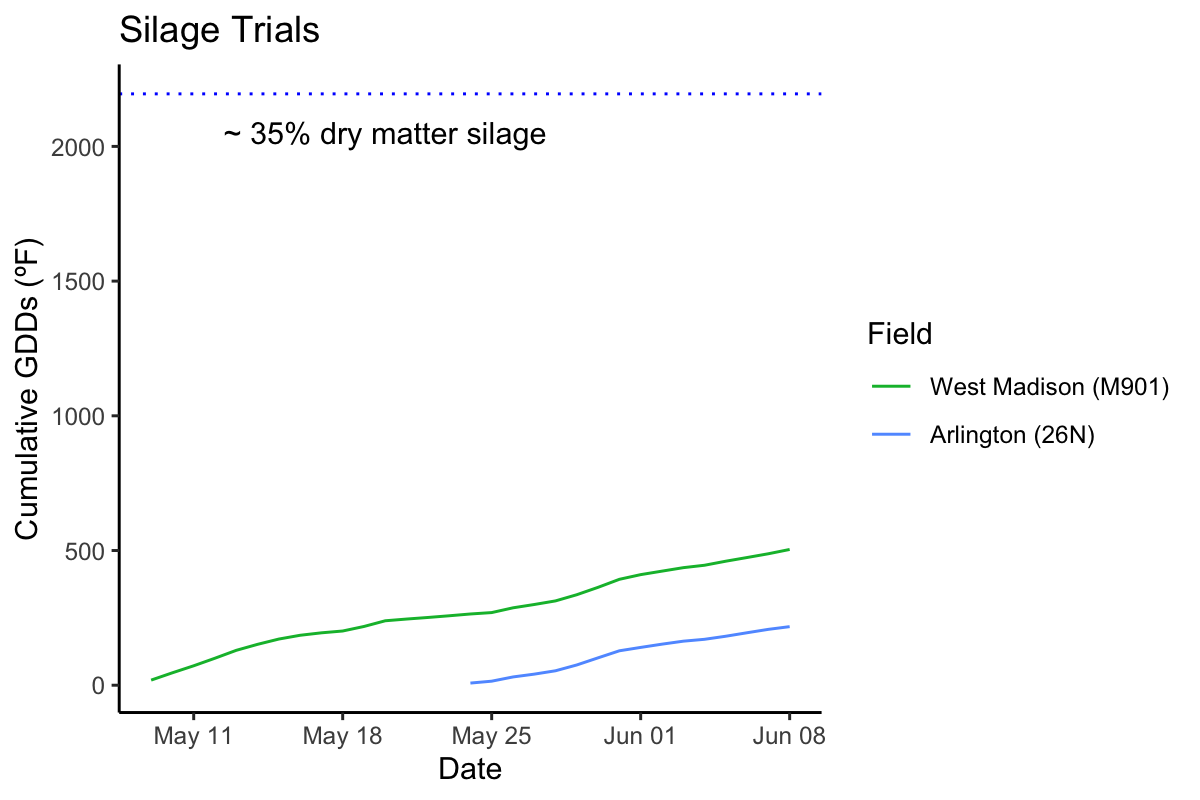 Silage Trials
~ 35% dry matter silage
2000
1500
1000
500
0
Cumulative GDDs (ºF)
May 11
May 18
May 25
Jun 01
Jun 08
Date
Field
West Madison (M901)
Arlington (26N)